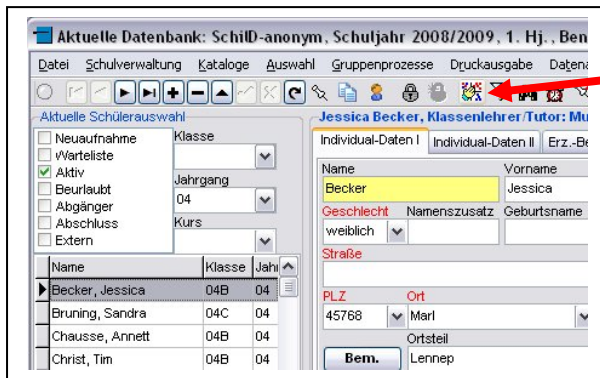 Aktuelle Datenbank: SchilD-anonym, Schuljahr 2008/2009, 1. Hj., Ben
Datei Schulverwaltung Kataloge Auswahl Gruppenprozesse Druckausgabe Datena
Aktuelle Schülerauswahl
Neuaufnahme
Warteliste
Aktiv
Beurlaubt
Abgänger
Abschluss
Extern
Klasse
Jahrgang
04
Kurs
Name Klasse Jahr
Becker, Jessica 04B 04
Bruning, Sandra 04C 04
Chausse, Annett 04B 04
Christ, Tim 04B 04
Jessica Becker, Klassenlehrer/Tutor: Mu
Individual-Daten I Individual-Daten II Erz.-Be
Name Vorname
Becker Jessica
Geschlecht Namenszusatz Geburtsname
weiblich
Straße
PLZ Ort
45768 Marl
Ortsteil
Bem. Lennep